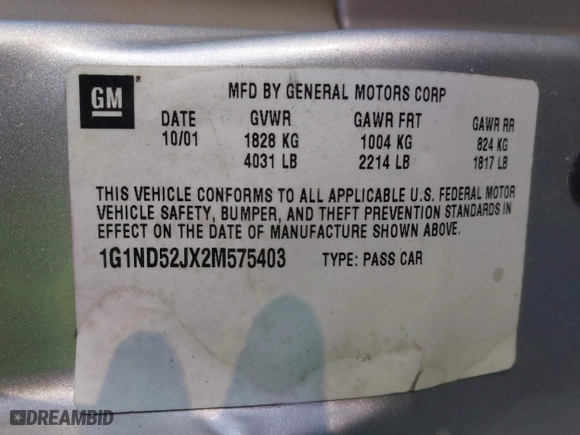 GM ®
MFD BY GENERAL MOTORS CORP
DATE GVWR GAWR FRT GAWR RR
10/01 1828 KG 1004 KG 824 KG
4031 LB 2214 LB 1817 LB
THIS VEHICLE CONFORMS TO ALL APPLICABLE U.S. FEDERAL MOTOR
VEHICLE SAFETY, BUMPER, AND THEFT PREVENTION STANDARDS IN
EFFECT ON THE DATE OF MANUFACTURE SHOWN ABOVE.
1G1ND52JX2M575403 TYPE: PASS CAR
DREAMBID